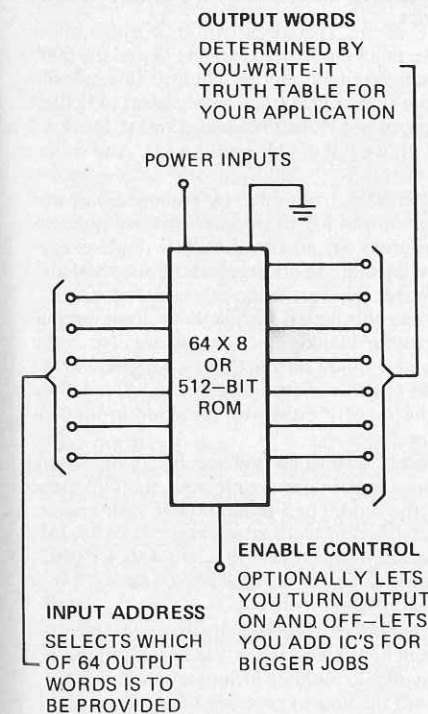 OUTPUT WORDS
DETERMINED BY
YOU-WRITE-IT
TRUTH TABLE FOR
YOUR APPLICATION
POWER INPUTS
64 X 8
OR
512-BIT
ROM
ENABLE CONTROL
OPTIONALLY LETS
YOU TURN OUTPUT
ON AND OFF-LETS
YOU ADD IC'S FOR
BIGGER JOBS
INPUT ADDRESS
SELECTS WHICH
OF 64 OUTPUT
WORDS IS TO
BE PROVIDED